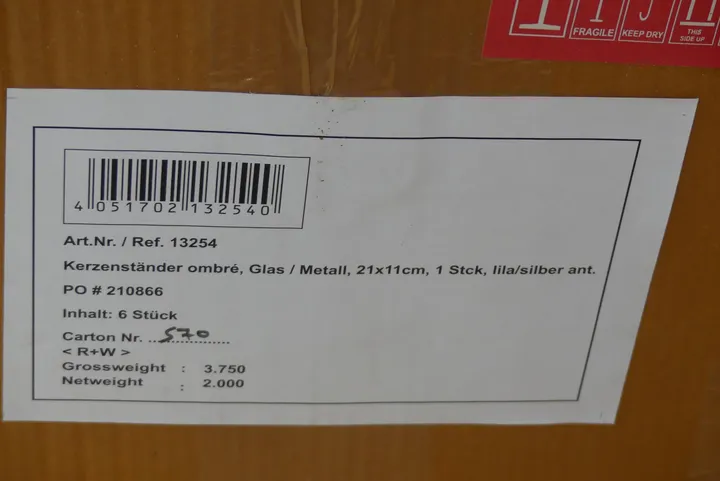 FRAGILE KEEP DRY THIS
SIDE UP
4 051702 132540
Art.Nr. / Ref. 13254
Kerzenständer ombré, Glas / Metall, 21x11cm, 1 Stck, lila/silber ant.
PO # 210866
Inhalt: 6 Stück
Carton Nr. ...570...............
< R+W >
Grossweight : 3.750
Netweight : 2.000